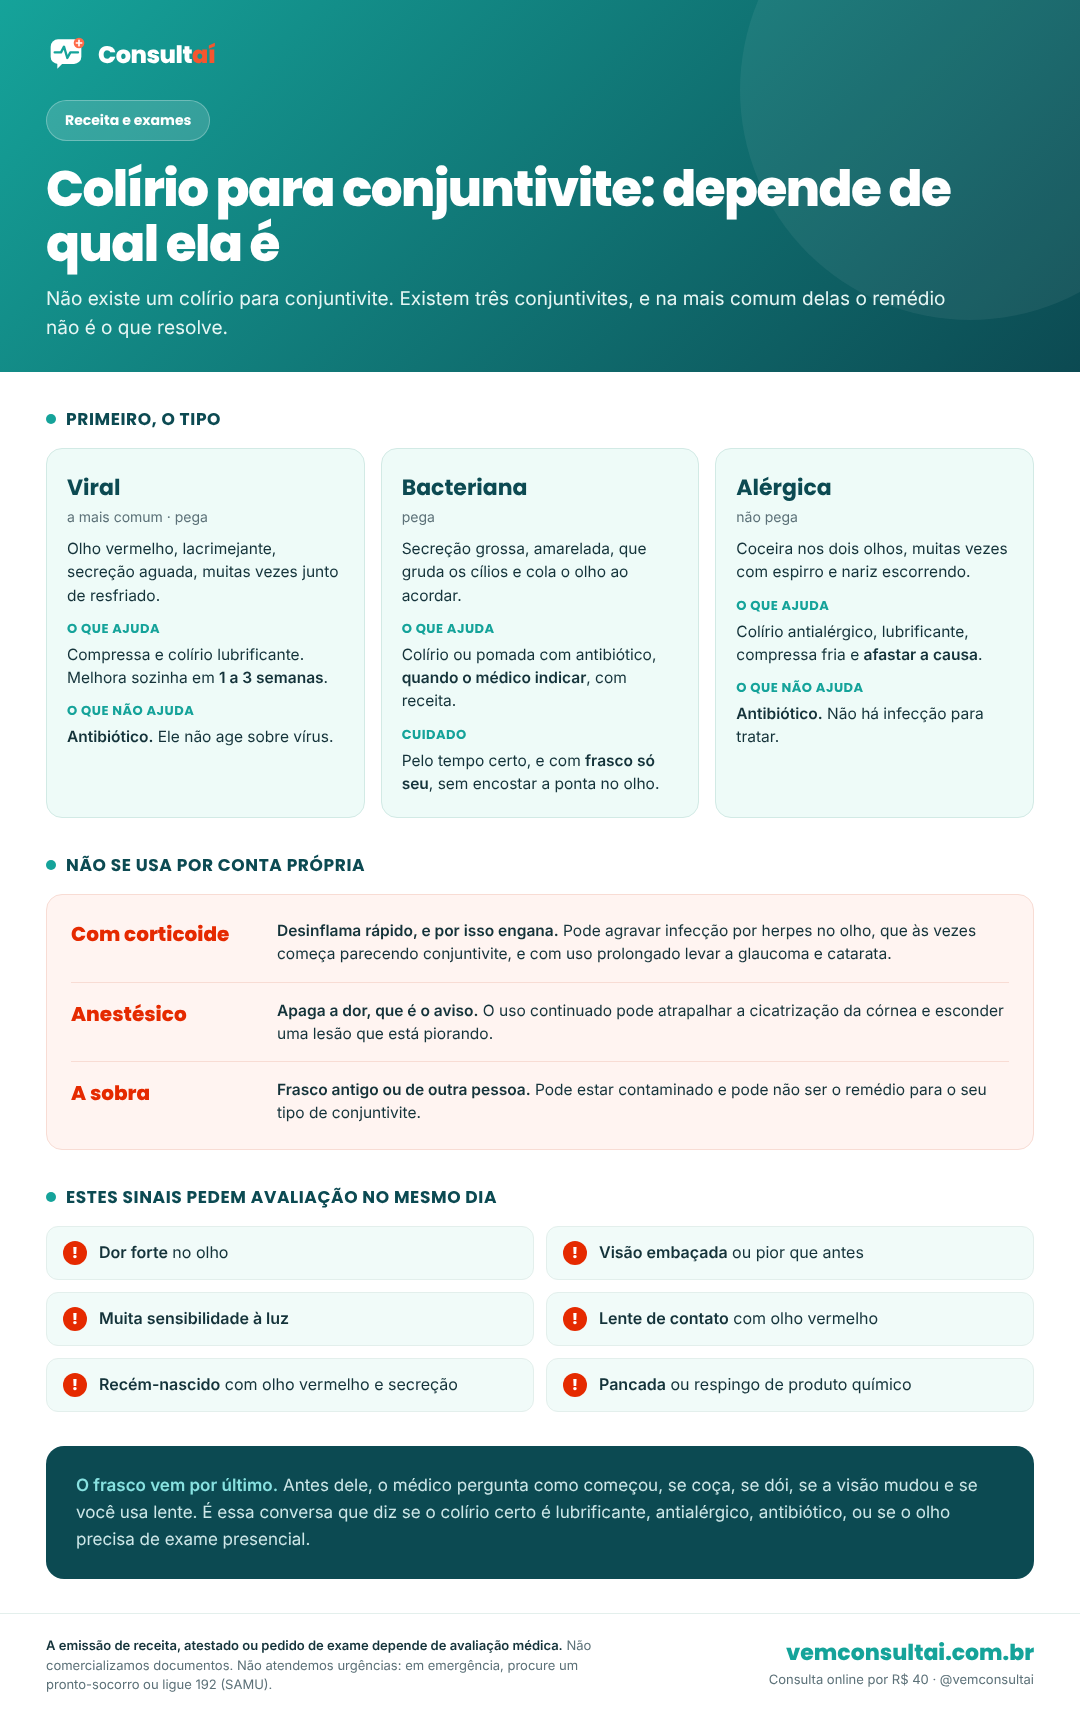 Consultaí
Receita e exames
Colírio para conjuntivite: depende de
qual ela é
Não existe um colírio para conjuntivite. Existem três conjuntivites, e na mais comum delas o remédio
não é o que resolve.
PRIMEIRO, O TIPO
Viral
a mais comum · pega
Olho vermelho, lacrimejante,
secreção aguada, muitas vezes junto
de resfriado.
O QUE AJUDA
Compressa e colírio lubrificante.
Melhora sozinha em 1 a 3 semanas.
O QUE NÃO AJUDA
Antibiótico. Ele não age sobre vírus.
Bacteriana
pega
Secreção grossa, amarelada, que
gruda os cílios e cola o olho ao
acordar.
O QUE AJUDA
Colírio ou pomada com antibiótico,
quando o médico indicar, com
receita.
CUIDADO
Pelo tempo certo, e com frasco só
seu, sem encostar a ponta no olho.
Alérgica
não pega
Coceira nos dois olhos, muitas vezes
com espirro e nariz escorrendo.
O QUE AJUDA
Colírio antialérgico, lubrificante,
compressa fria e afastar a causa.
O QUE NÃO AJUDA
Antibiótico. Não há infecção para
tratar.
NÃO SE USA POR CONTA PRÓPRIA
Com corticoide
Desinflama rápido, e por isso engana. Pode agravar infecção por herpes no olho, que às vezes
começa parecendo conjuntivite, e com uso prolongado levar a glaucoma e catarata.
Anestésico
Apaga a dor, que é o aviso. O uso continuado pode atrapalhar a cicatrização da córnea e esconder
uma lesão que está piorando.
A sobra
Frasco antigo ou de outra pessoa. Pode estar contaminado e pode não ser o remédio para o seu
tipo de conjuntivite.
ESTES SINAIS PEDEM AVALIAÇÃO NO MESMO DIA
! Dor forte no olho
! Visão embaçada ou pior que antes
! Muita sensibilidade à luz
! Lente de contato com olho vermelho
! Recém-nascido com olho vermelho e secreção
! Pancada ou respingo de produto químico
O frasco vem por último. Antes dele, o médico pergunta como começou, se coça, se dói, se a visão mudou e se
você usa lente. É essa conversa que diz se o colírio certo é lubrificante, antialérgico, antibiótico, ou se o olho
precisa de exame presencial.
A emissão de receita, atestado ou pedido de exame depende de avaliação médica. Não
comercializamos documentos. Não atendemos urgências: em emergência, procure um
pronto-socorro ou ligue 192 (SAMU).
vemconsultai.com.br
Consulta online por R$ 40 · @vemconsultai